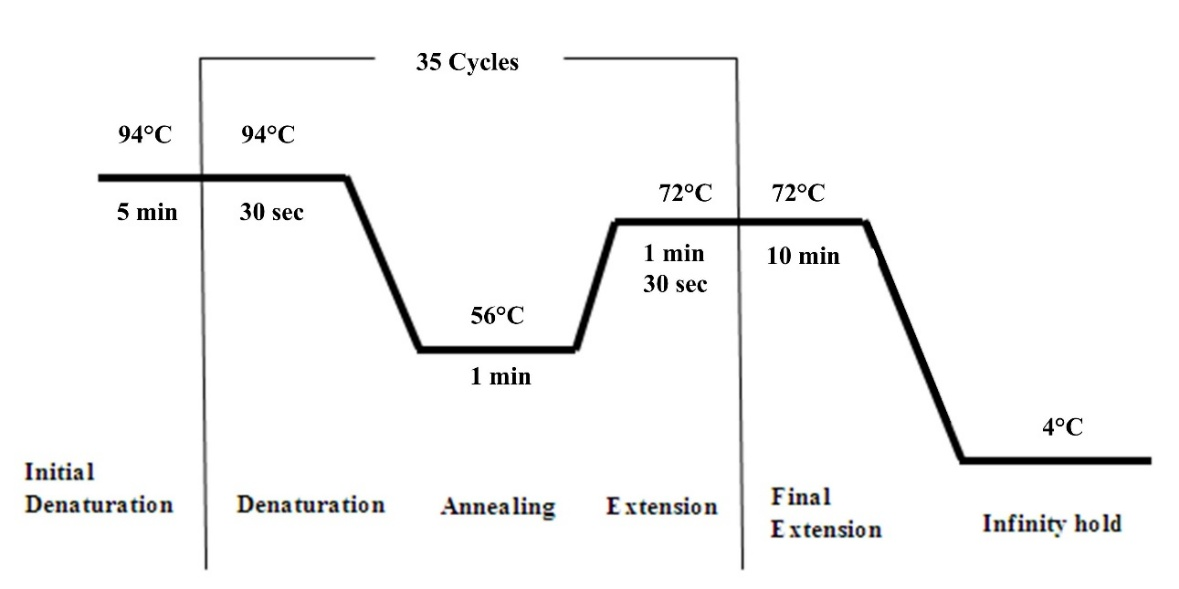 35 Cycles
94°C
94°C
5 min
30 sec
56°C
1 min
72°C
72°C
1 min
30 sec
10 min
4°C
Initial
Denaturation
Denaturation
Annealing
Extension
Final
Extension
Infinity hold